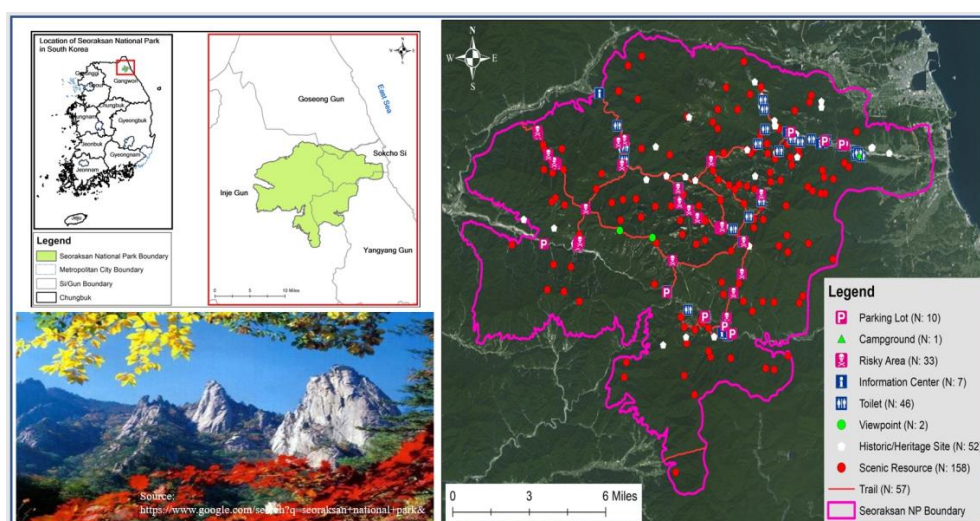 Location of Seoraksan National Park
in South Korea
Gangwon
Chungbuk
Gyeongbuk
Jeonbuk
Gyeongnam
Jeonnam
Jeju
Legend
Seoraksan National Park Boundary
Metropolitan City Boundary
Si/Gun Boundary
Chungbuk
N
Goseong Gun
East Sea
Sokcho Si
Inje Gun
Yangyang Gun
0 5 10 Miles
Source:
https://www.google.com/search?q=seoraksan+national+park&
N
W E
S
P
Legend
Parking Lot (N: 10)
Campground (N: 1)
Risky Area (N: 33)
Information Center (N: 7)
Toilet (N: 46)
Viewpoint (N: 2)
Historic/Heritage Site (N: 52)
Scenic Resource (N: 158)
Trail (N: 57)
Seoraksan NP Boundary
0 3 6 Miles